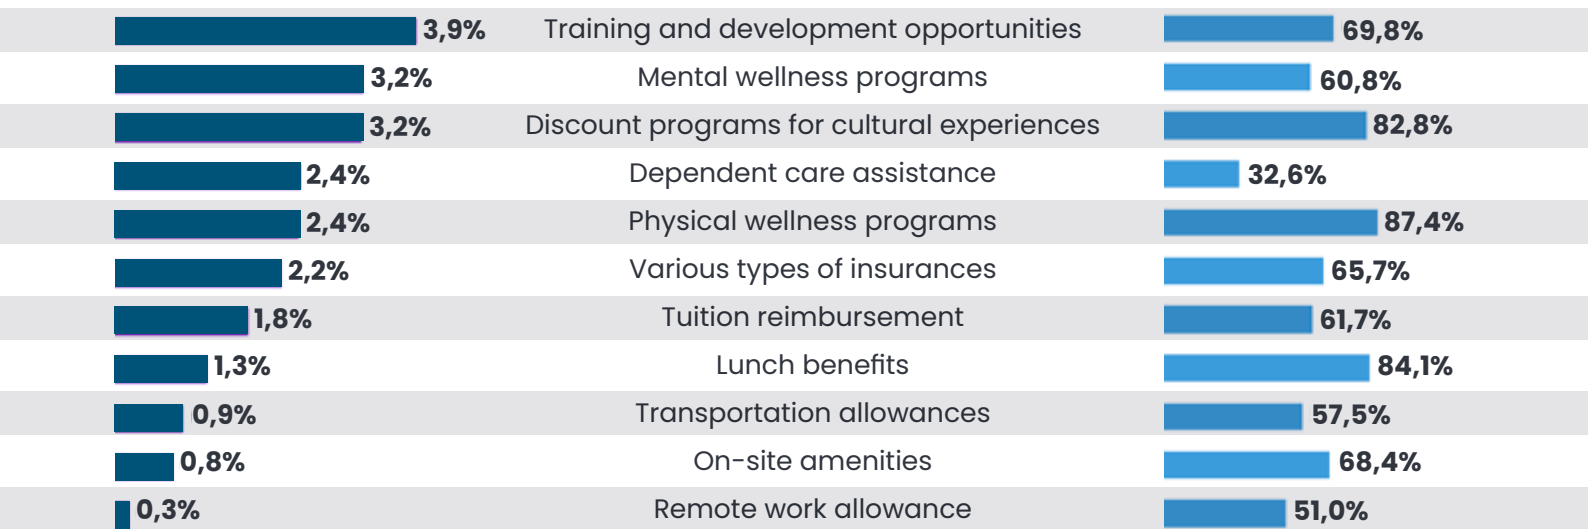 3,9% Training and development opportunities 69,8%
3,2% Mental wellness programs 60,8%
3,2% Discount programs for cultural experiences 82,8%
2,4% Dependent care assistance 32,6%
2,4% Physical wellness programs 87,4%
2,2% Various types of insurances 65,7%
1,8% Tuition reimbursement 61,7%
1,3% Lunch benefits 84,1%
0,9% Transportation allowances 57,5%
0,8% On-site amenities 68,4%
0,3% Remote work allowance 51,0%